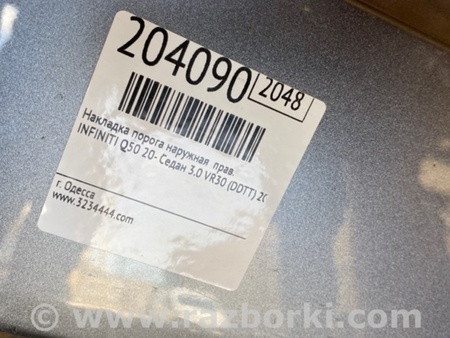 204090
2048
Накладка порога наружная прав.
INFINITI Q50 20- Седан 3.0 VR30 (DDTT) 20
г. Одесса
www.3234444.com
© www.razborki.com